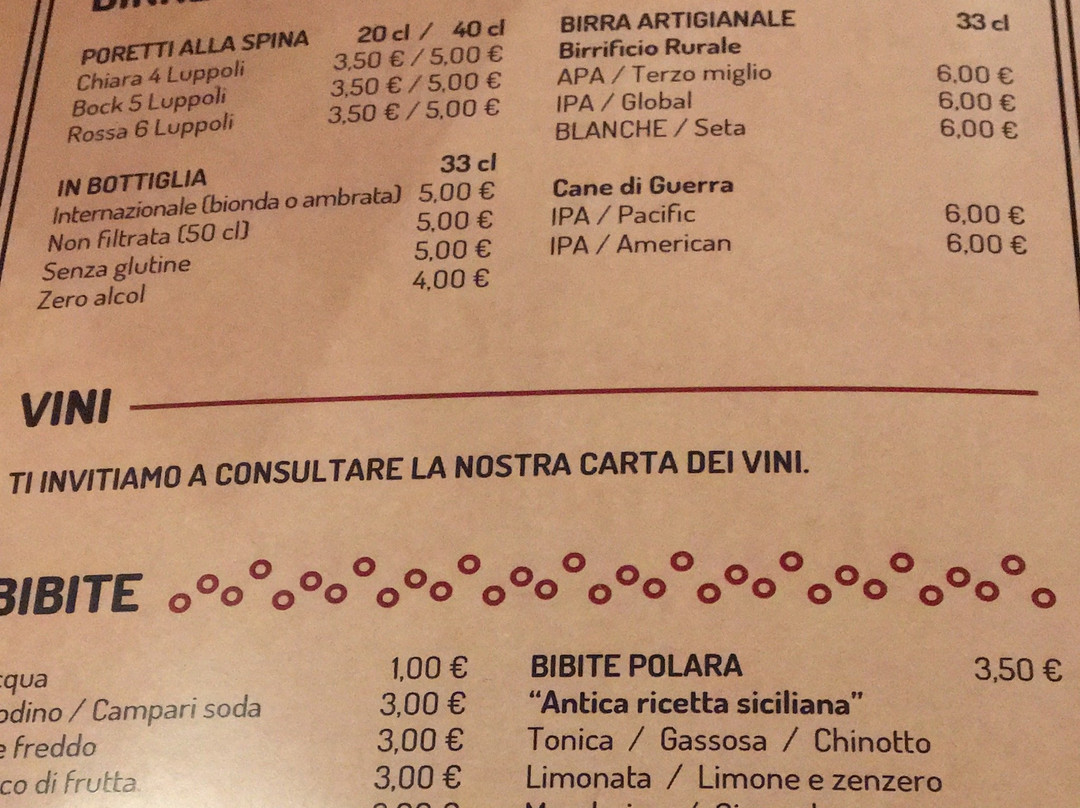 PORETTI ALLA SPINA 20 cl / 40 cl
Chiara 4 Luppoli 3,50 € / 5,00 €
Bock 5 Luppoli 3,50 € / 5,00 €
Rossa 6 Luppoli 3,50 € / 5,00 €
IN BOTTIGLIA 33 cl
Internazionale (bionda o ambrata) 5,00 €
Non filtrata (50 cl) 5,00 €
Senza glutine 5,00 €
Zero alcol 4,00 €
BIRRA ARTIGIANALE 33 cl
Birrificio Rurale
APA / Terzo miglio 6,00 €
IPA / Global 6,00 €
BLANCHE / Seta 6,00 €
Cane di Guerra
IPA / Pacific 6,00 €
IPA / American 6,00 €
VINI
TI INVITIAMO A CONSULTARE LA NOSTRA CARTA DEI VINI.
BIBITE
cqua 1,00 €
odino / Campari soda 3,00 €
e freddo 3,00 €
co di frutta 3,00 €
BIBITE POLARA 3,50 €
“Antica ricetta siciliana”
Tonica / Gassosa / Chinotto
Limonata / Limone e zenzero